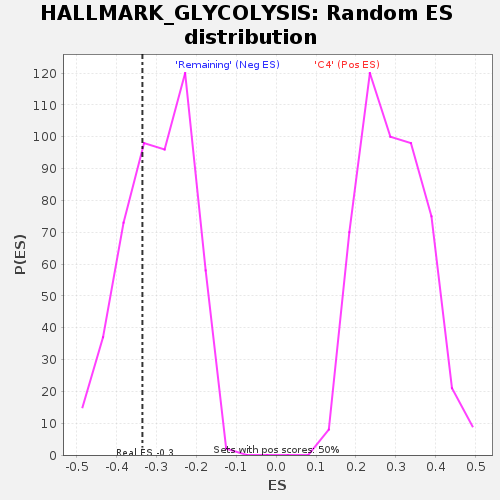 HALLMARK_GLYCOLYSIS: Random ES
distribution
'Remaining' (Neg ES) 'C4' (Pos ES)
120
110
100
90
80
70
60
50
40
30
20
10
0
P(ES)
Real ES -0.3
Sets with pos scores: 50%
-0.5 -0.4 -0.3 -0.2 -0.1 0.0 0.1 0.2 0.3 0.4 0.5
ES